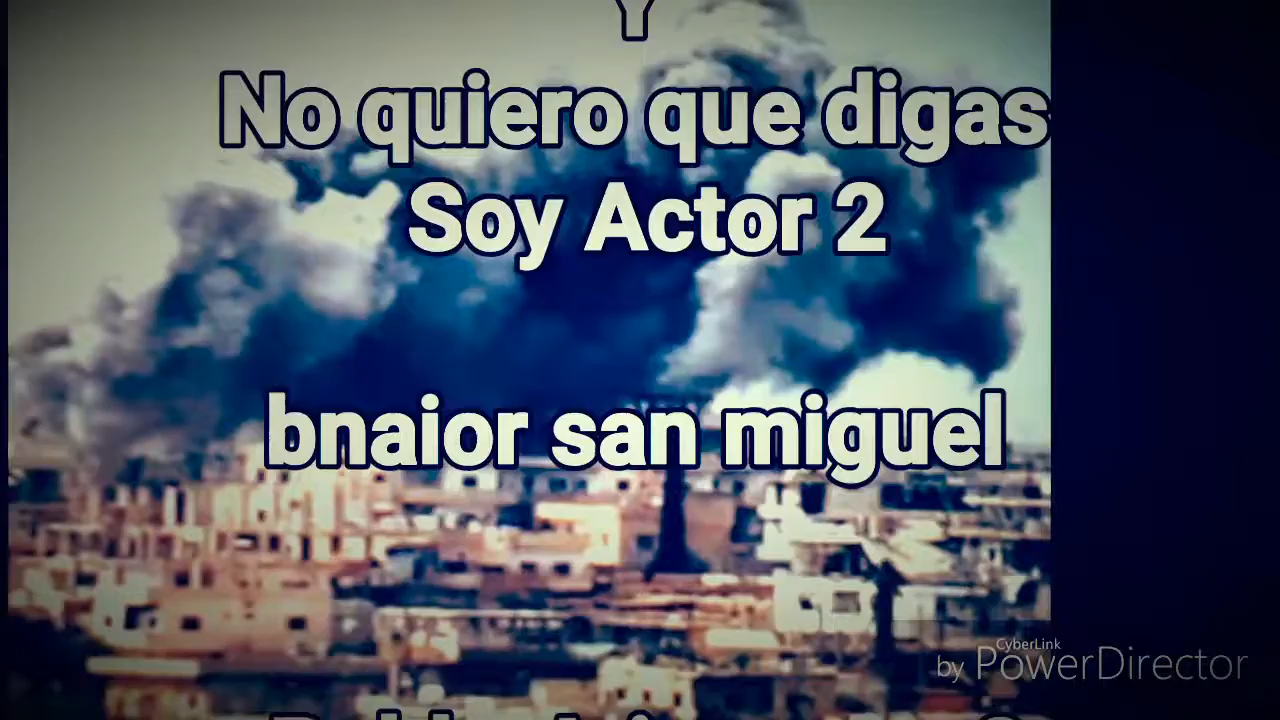 Y
No quiero que digas
Soy Actor 2
bnaior san miguel
CyberLink
by PowerDirector